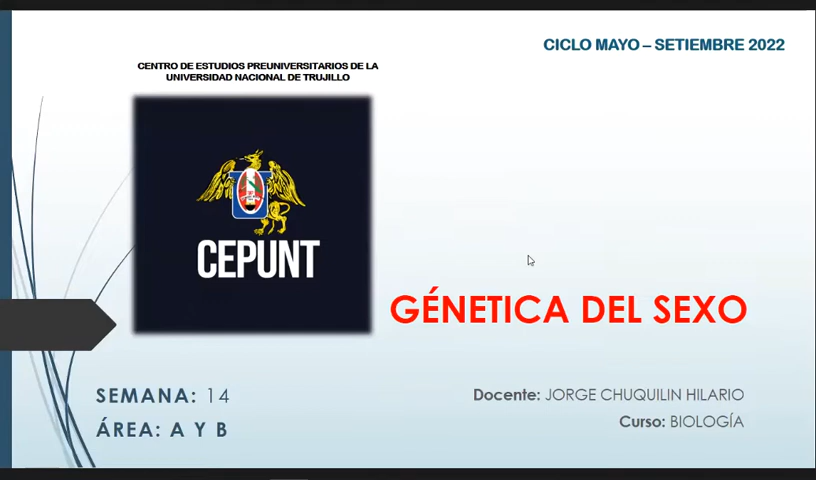 CICLO MAYO – SETIEMBRE 2022
CENTRO DE ESTUDIOS PREUNIVERSITARIOS DE LA
UNIVERSIDAD NACIONAL DE TRUJILLO
CEPUNT
GÉNETICA DEL SEXO
SEMANA: 14
ÁREA: A Y B
Docente: JORGE CHUQUILIN HILARIO
Curso: BIOLOGÍA